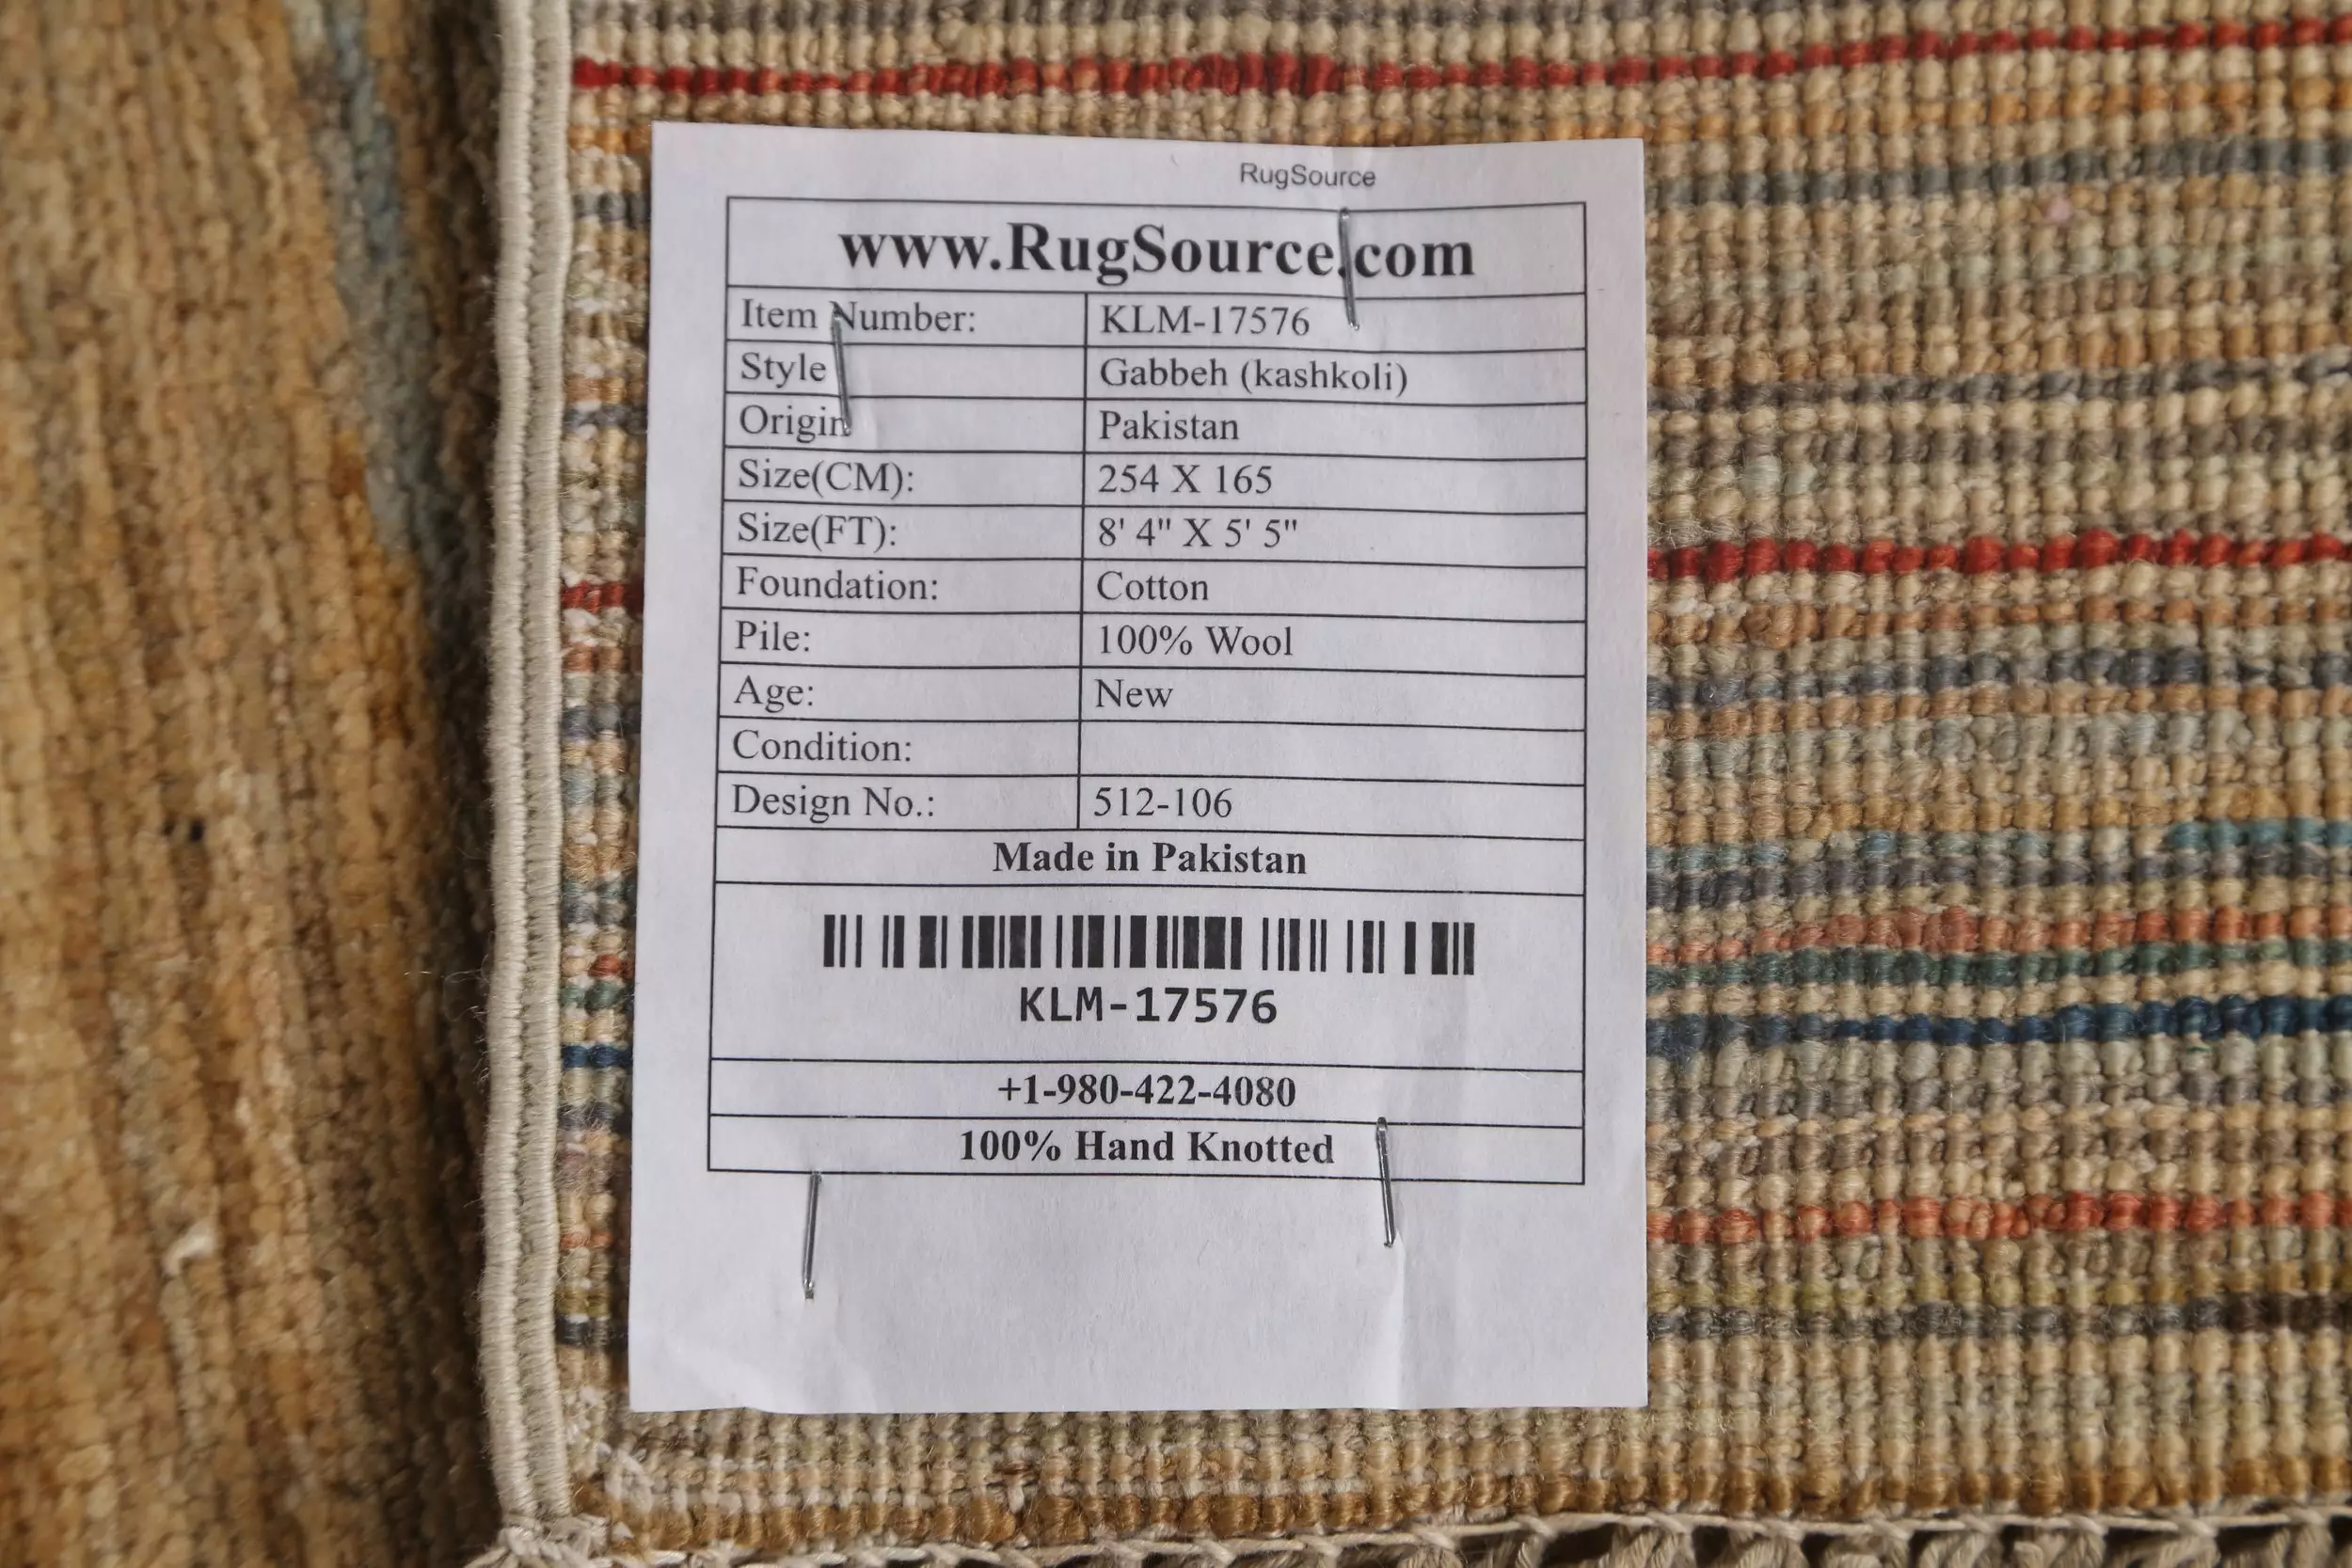 RugSource
www.RugSource.com
Item Number: KLM-17576
Style Gabbeh (kashkoli)
Origin Pakistan
Size(CM): 254 X 165
Size(FT): 8' 4" X 5' 5"
Foundation: Cotton
Pile: 100% Wool
Age: New
Condition:
Design No.: 512-106
Made in Pakistan
KLM-17576
+1-980-422-4080
100% Hand Knotted